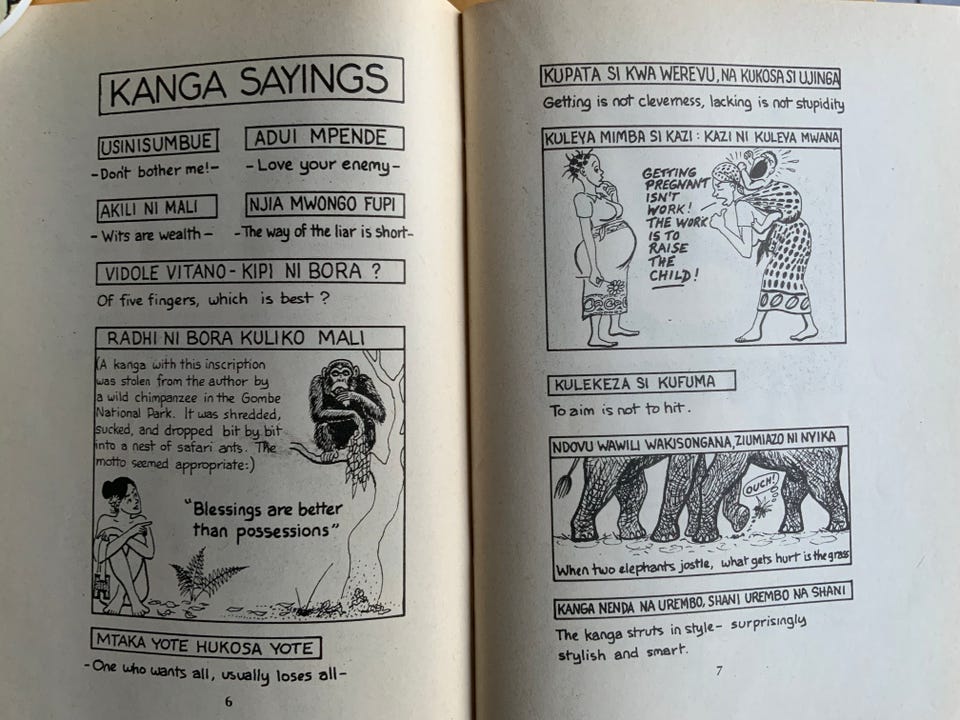 KANGA SAYINGS
USINISUMBUE
-Don't bother me!-
ADUI MPENDE
-Love your enemy-
AKILI NI MALI
-Wits are wealth-
NJIA MWONGO FUPI
-The way of the liar is short-
VIDOLE VITANO - KIPI NI BORA ?
Of five fingers, which is best ?
RADHI NI BORA KULIKO MALI
(A kanga with this inscription
was stolen from the author by
a wild chimpanzee in the Gombe
National Park. It was shredded,
sucked, and dropped bit by bit
into a nest of safari ants. The
motto seemed appropriate:)
"Blessings are better
than possessions"
MTAKA YOTE HUKOSA YOTE
-One who wants all, usually loses all-
6
KUPATA SI KWA WEREVU, NA KUKOSA SI UJINGA
Getting is not cleverness, lacking is not stupidity
KULEYA MIMBA SI KAZI : KAZI NI KULEYA MWANA
GETTING
PREGNANT
ISN'T
WORK!
THE WORK
IS TO
RAISE
THE
CHILD!
KULEKEZA SI KUFUMA
To aim is not to hit.
NDOVU WAWILI WAKISONGANA, ZIUMIAZO NI NYIKA
OUCH!
When two elephants jostle, what gets hurt is the grass
KANGA NENDA NA UREMBO, SHANI UREMBO NA SHANI
The kanga struts in style- surprisingly
stylish and smart.
7